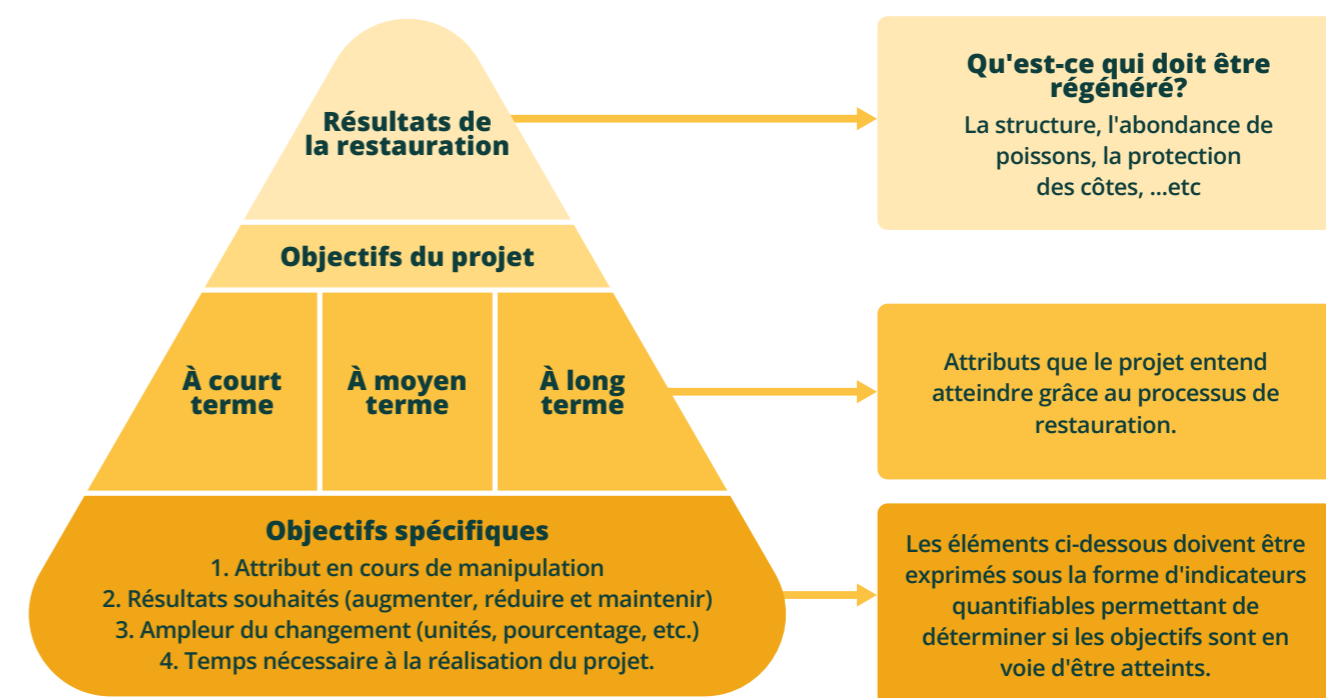 Résultats de
la restauration
Qu'est-ce qui doit être
régénéré?
La structure, l'abondance de
poissons, la protection
des côtes, ...etc
Objectifs du projet
À court
terme
À moyen
terme
À long
terme
Attributs que le projet entend
atteindre grâce au processus de
restauration.
Objectifs spécifiques
1. Attribut en cours de manipulation
2. Résultats souhaités (augmenter, réduire et maintenir)
3. Ampleur du changement (unités, pourcentage, etc.)
4. Temps nécessaire à la réalisation du projet.
Les éléments ci-dessous doivent être
exprimés sous la forme d'indicateurs
quantifiables permettant de
déterminer si les objectifs sont en
voie d'être atteints.